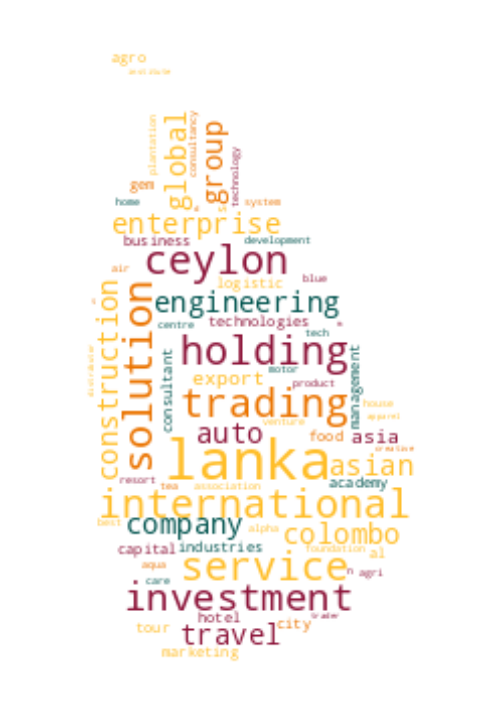 agro
institute
plantation
global
consultancy
group
technology
gem
home
system
enterprise
business
development
ceylon
air
logistic
blue
construction
solution
engineering
centre
technologies
tech
holding
distributor
consultant
export
motor
product
management
trading
house
apparel
auto
venture
food
asia
creative
lanka
asian
resort
tea
association
academy
international
best
company
alpha
colombo
capital
industries
foundation
al
aqua
service
n
agri
care
investment
hotel
trader
tour
travel
city
marketing